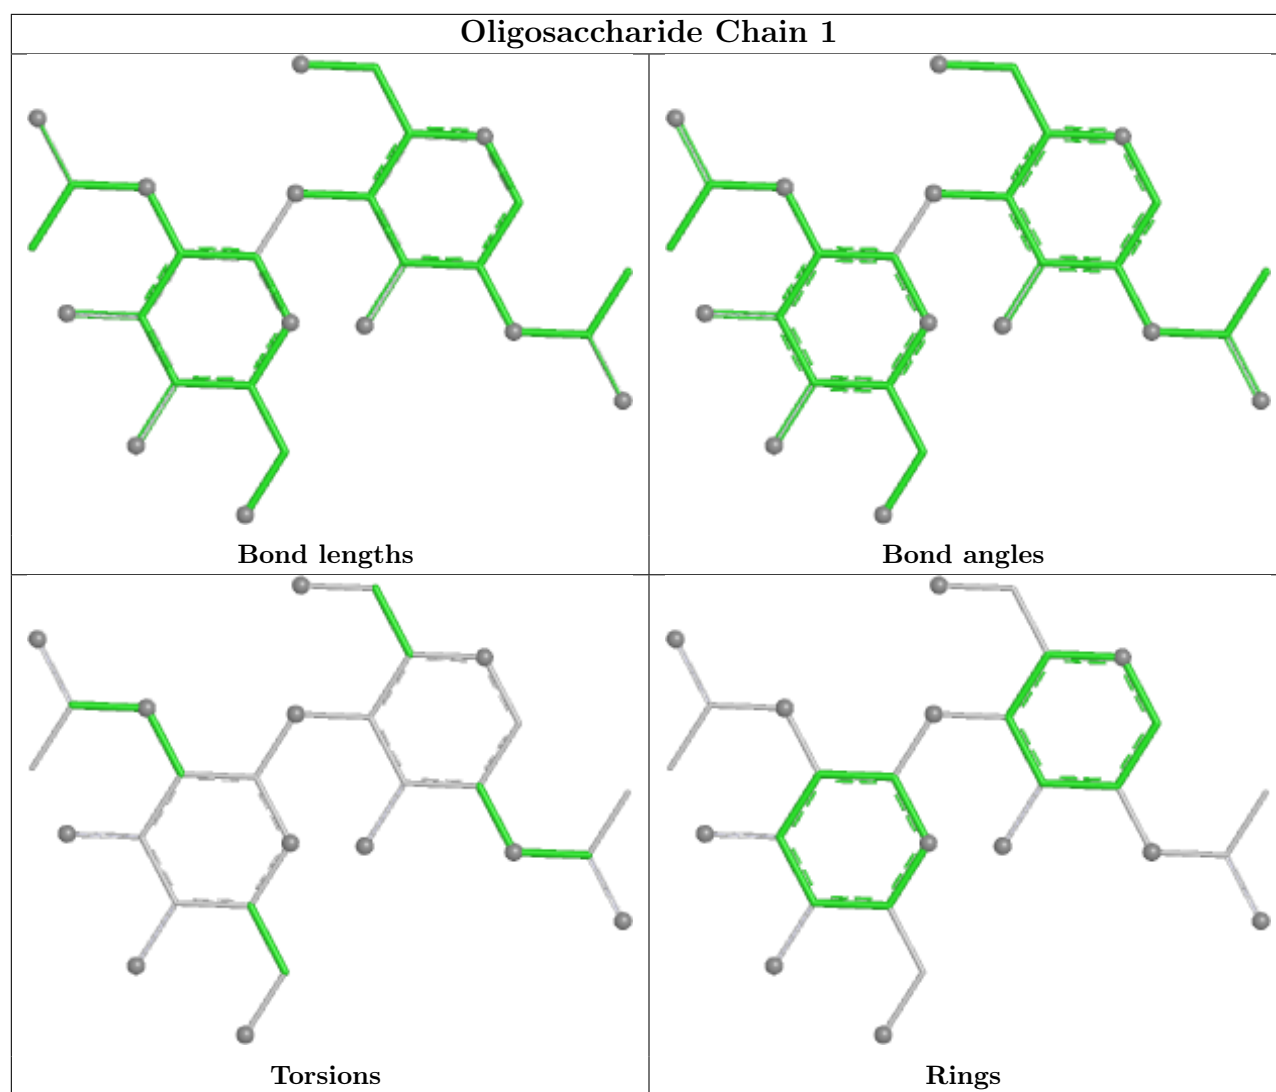 Oligosaccharide Chain 1
Bond lengths
Bond angles
Torsions
Rings